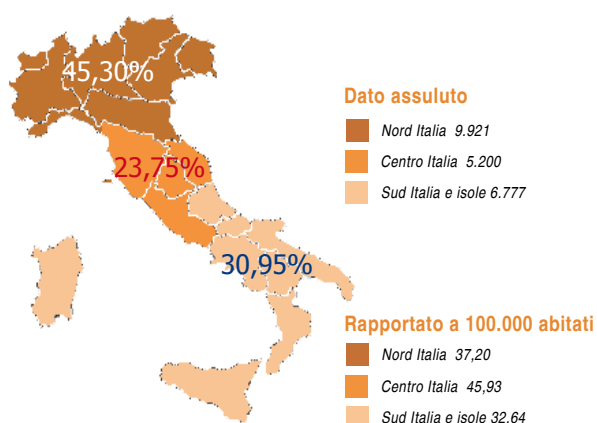 45,30%
Dato assuluto
Nord Italia 9.921
Centro Italia 5.200
23,75%
Sud Italia e isole 6.777
30,95%
Rapportato a 100.000 abitati
Nord Italia 37,20
Centro Italia 45,93
Sud Italia e isole 32.64